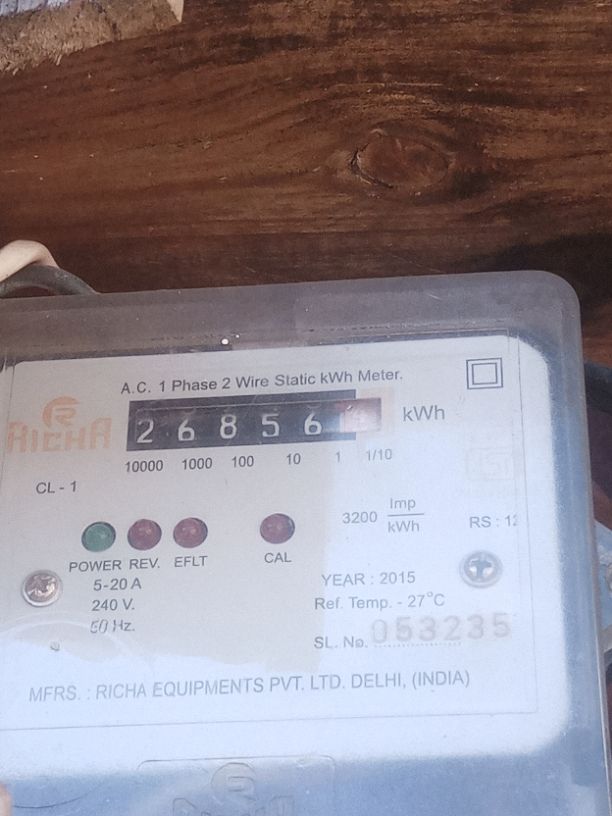 A.C. 1 Phase 2 Wire Static kWh Meter.
RICHA
2 6 8 5 6 kWh
10000 1000 100 10 1 1/10
CL - 1
3200 Imp/kWh
RS : 12
POWER REV. EFLT CAL
5-20 A
240 V.
50 Hz.
YEAR : 2015
Ref. Temp. - 27°C
SL. No. 053235
MFRS. : RICHA EQUIPMENTS PVT. LTD. DELHI, (INDIA)